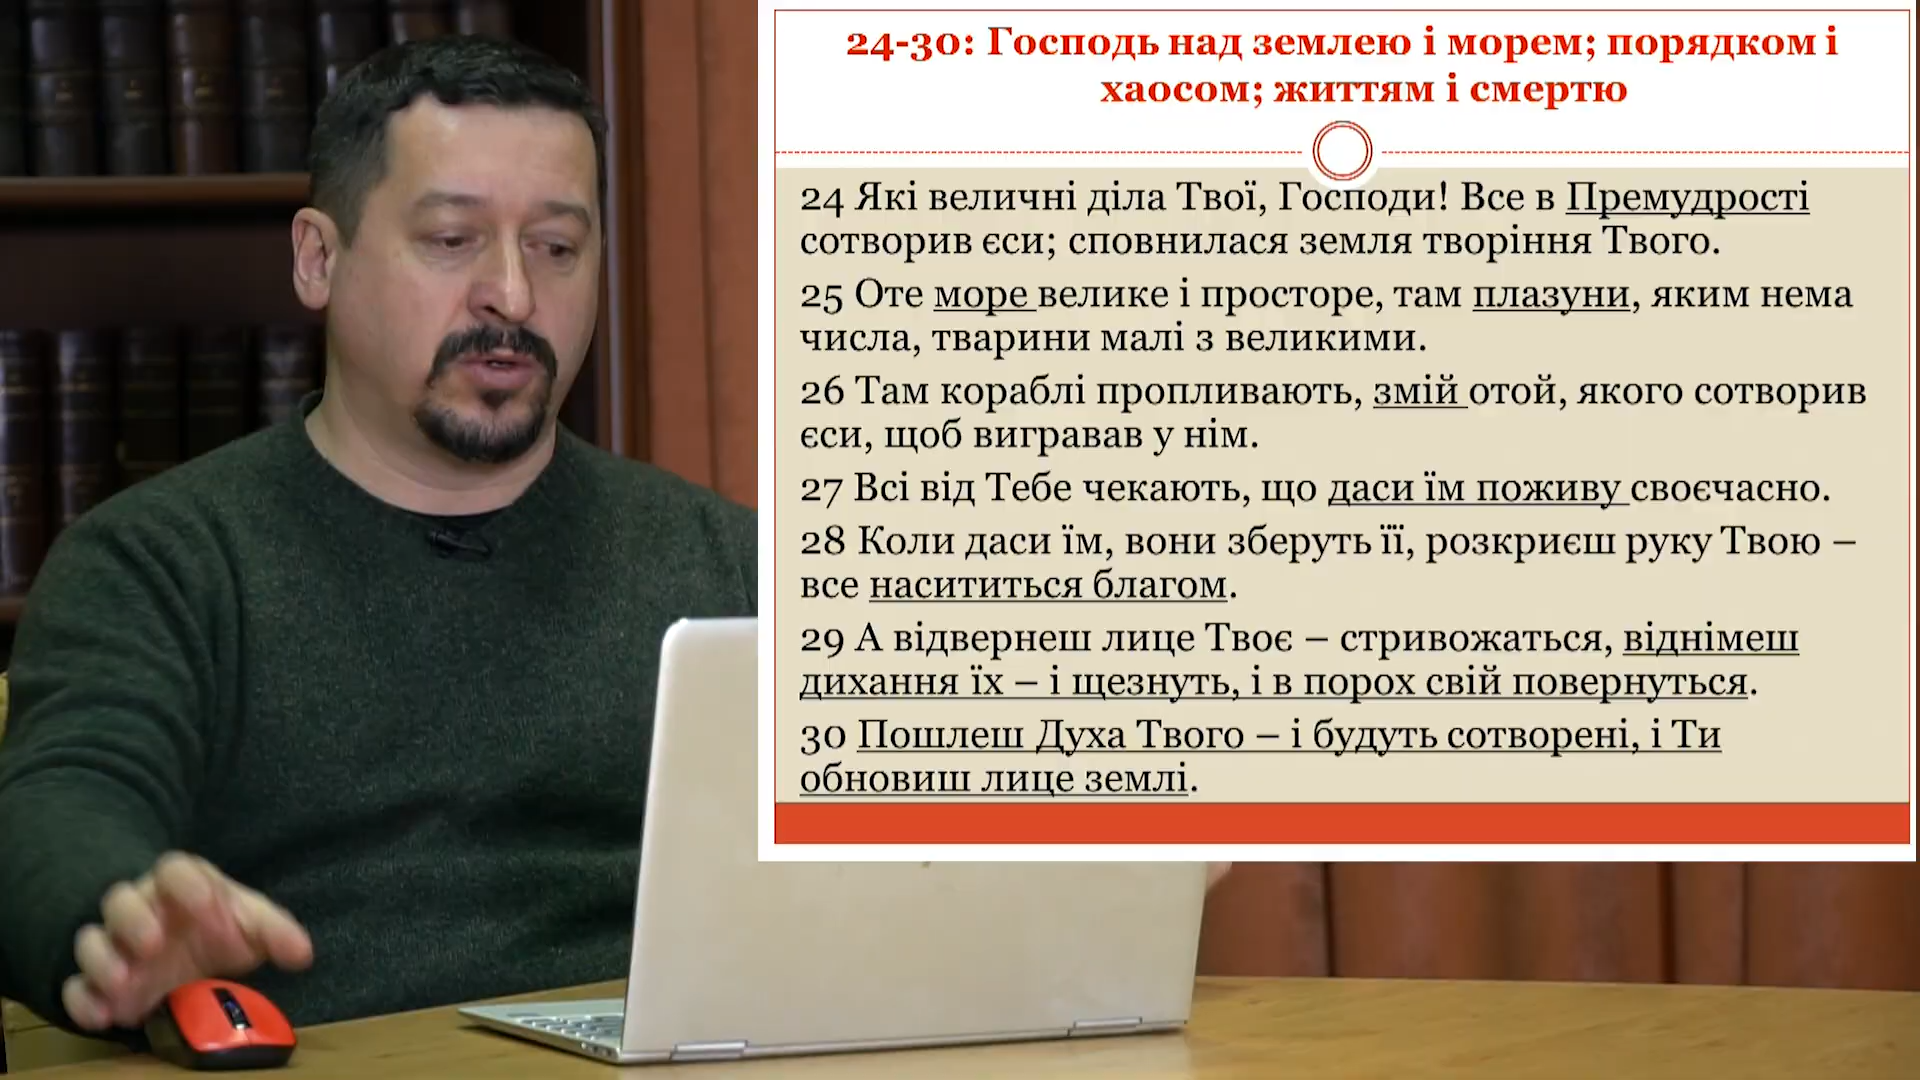 24-30: Господь над землею і морем; порядком і
хаосом; життям і смертю
24 Які величні діла Твої, Господи! Все в Премудрості
сотворив єси; сповнилася земля творіння Твого.
25 Оте море велике і просторе, там плазуни, яким нема
числа, тварини малі з великими.
26 Там кораблі пропливають, змій отой, якого сотворив
єси, щоб вигравав у нім.
27 Всі від Тебе чекають, що даси їм поживу своєчасно.
28 Коли даси їм, вони зберуть її, розкриєш руку Твою –
все насититься благом.
29 А відвернеш лице Твоє – стривожаться, віднімеш
дихання їх – і щезнуть, і в порох свій повернуться.
30 Пошлеш Духа Твого – і будуть сотворені, і Ти
обновиш лице землі.